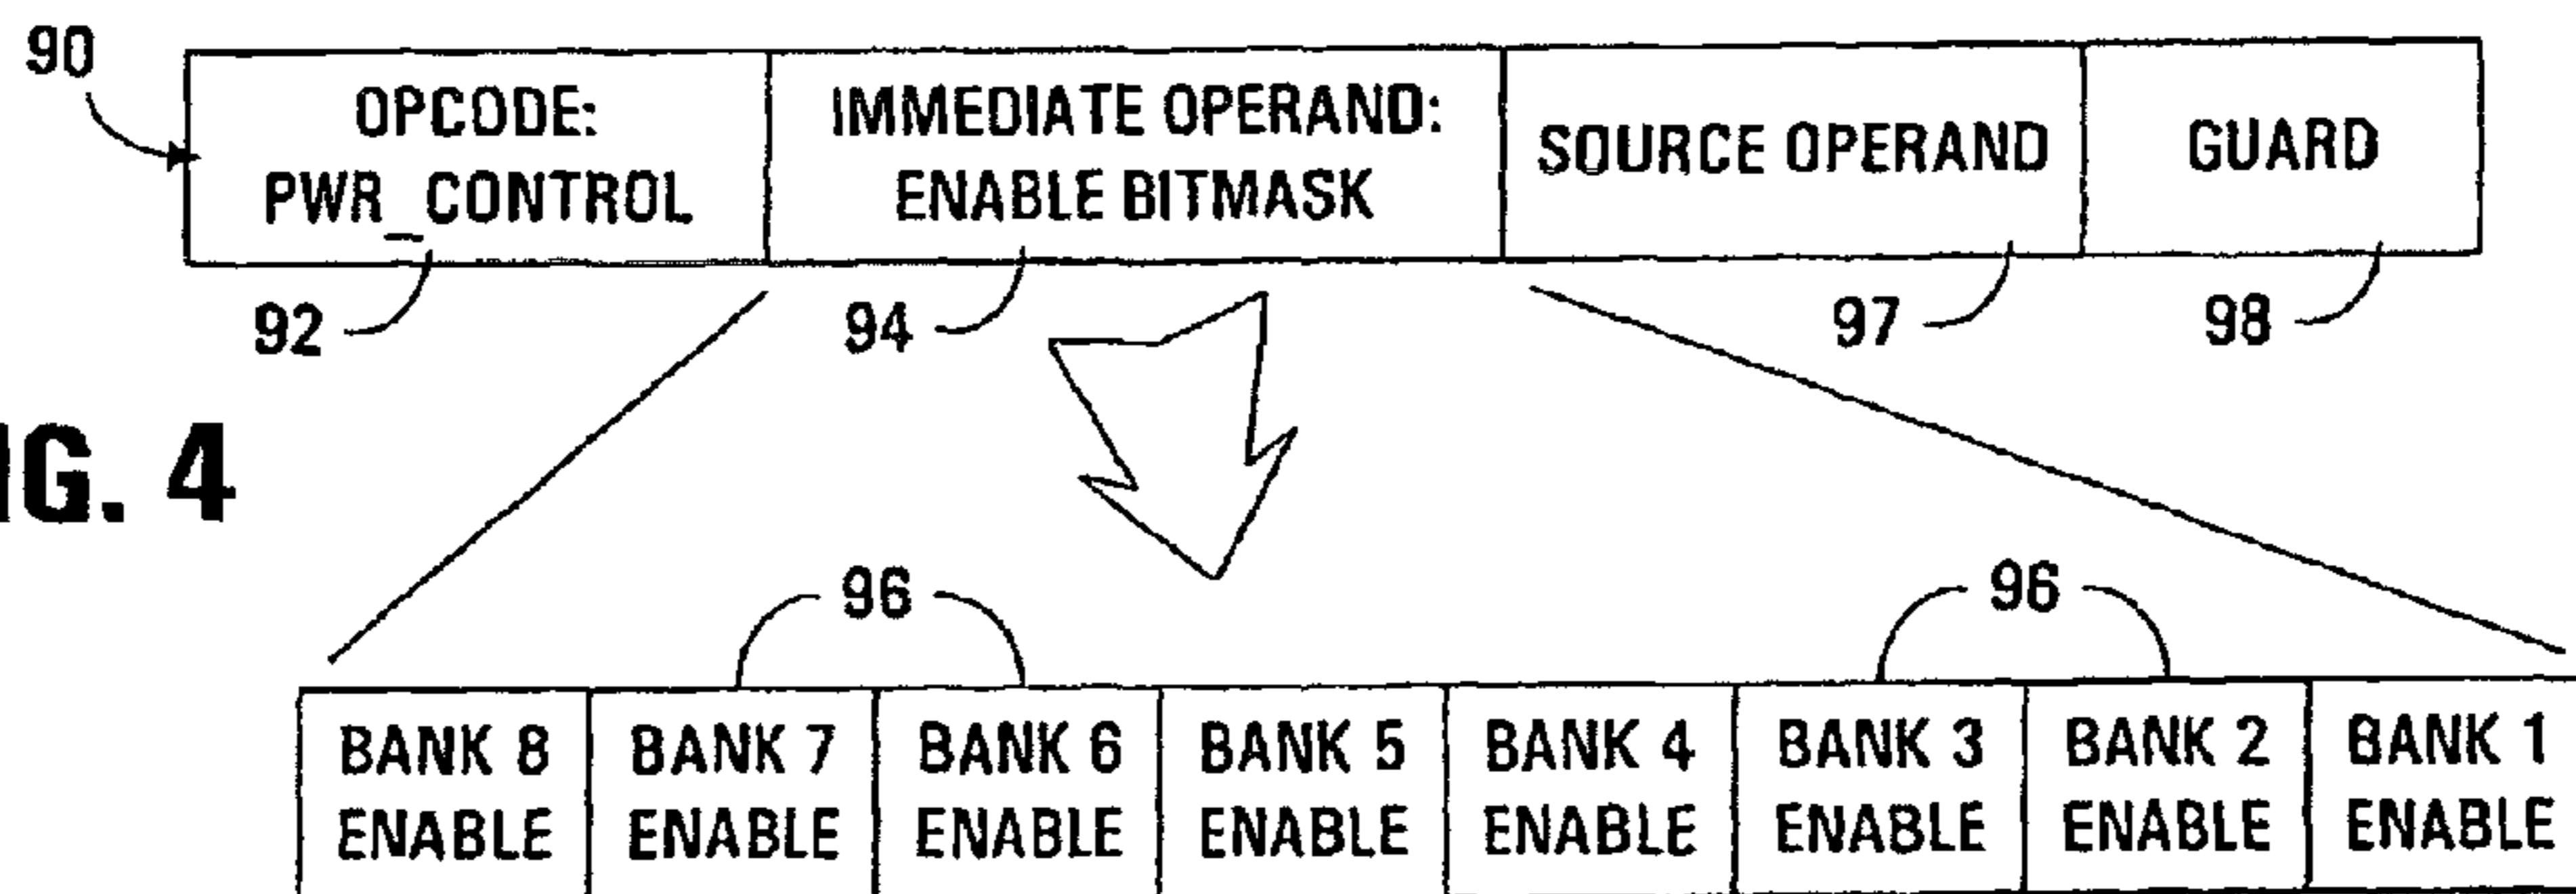 90
OPCODE:
PWR_CONTROL
IMMEDIATE OPERAND:
ENABLE BITMASK
SOURCE OPERAND
GUARD
92
94
97
98
IG. 4
96
96
BANK 8
ENABLE
BANK 7
ENABLE
BANK 6
ENABLE
BANK 5
ENABLE
BANK 4
ENABLE
BANK 3
ENABLE
BANK 2
ENABLE
BANK 1
ENABLE